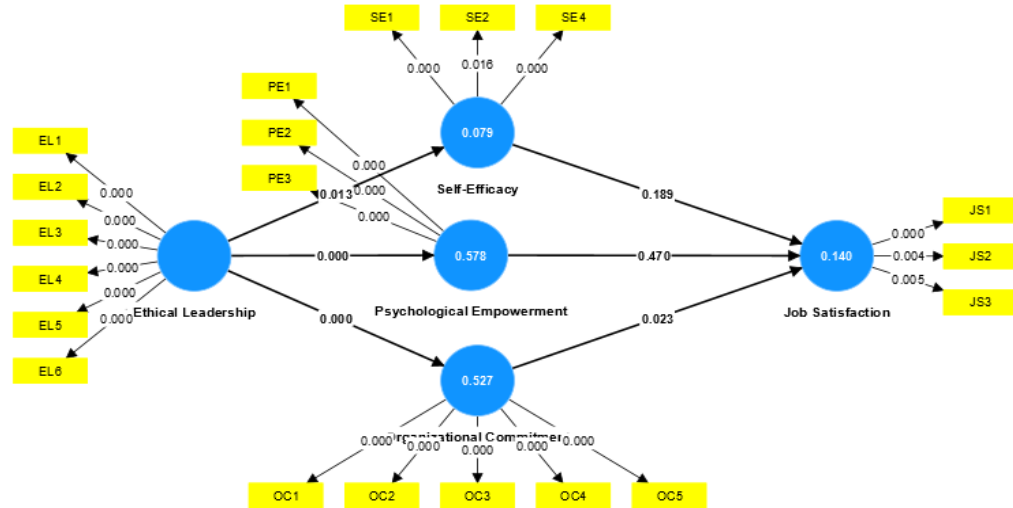 SE1 SE2 SE4
0.000 0.016 0.000
PE1
PE2
PE3
0.079
Self-Efficacy
0.000
0.000
0.000
0.013
0.189
EL1
EL2
EL3
EL4
EL5
EL6
0.000
0.000
0.000
0.000
0.000
0.000
Ethical Leadership
0.000
0.578
Psychological Empowerment
0.470
0.140
Job Satisfaction
JS1
JS2
JS3
0.000
0.004
0.005
0.000
0.023
0.527
Organizational Commitment
0.000 0.000 0.000 0.000 0.000
OC1 OC2 OC3 OC4 OC5